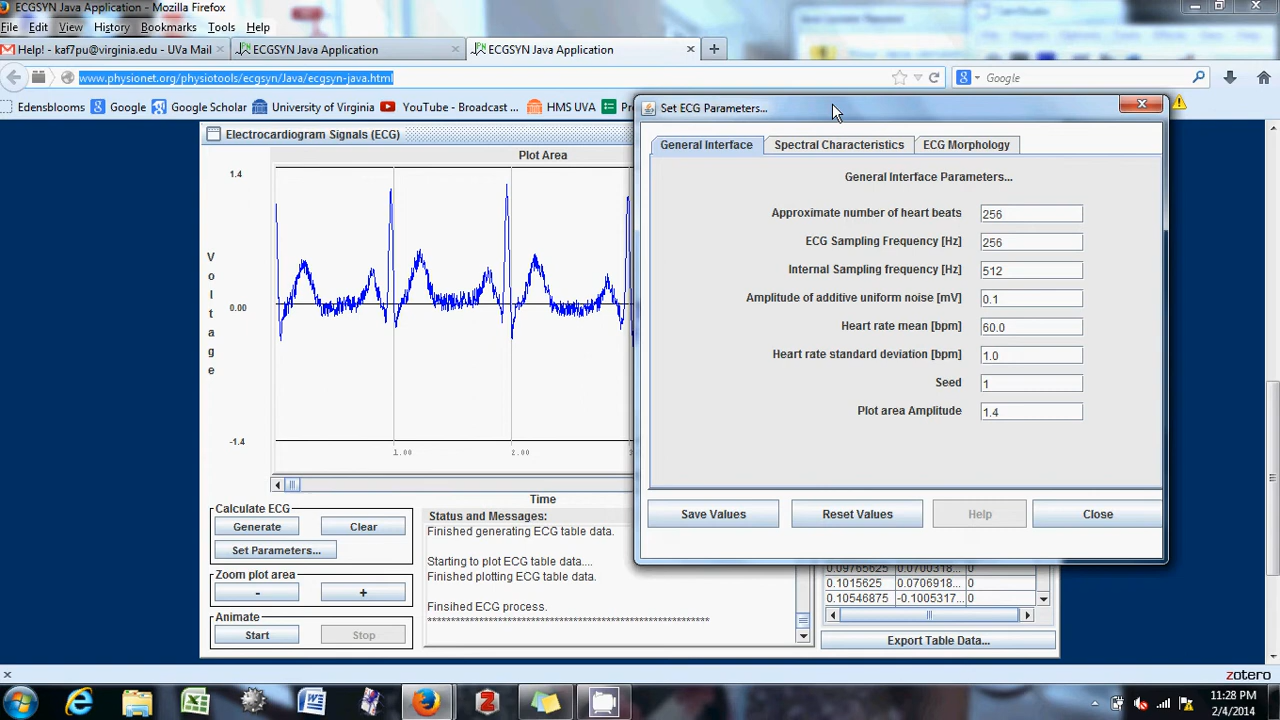 ECGSYN Java Application - Mozilla Firefox
File Edit View History Bookmarks Tools Help
Help! - kaf7pu@virginia.edu - UVa Mail × ECGSYN Java Application × ECGSYN Java Application × +
www.physionet.org/physiotools/ecgsyn/Java/ecgsyn-java.html Google
Edensblooms Google Google Scholar University of Virginia YouTube - Broadcast ... HMS UVA
Electrocardiogram Signals (ECG)
Plot Area
1.4
Voltage
0.00
-1.4
1.00 2.00
Time
Calculate ECG
Generate Clear
Set Parameters...
Zoom plot area
- +
Animate
Start Stop
Status and Messages:
Finished generating ECG table data.
Starting to plot ECG table data....
Finished plotting ECG table data.
Finsihed ECG process.
Set ECG Parameters...
General Interface Spectral Characteristics ECG Morphology
General Interface Parameters...
Approximate number of heart beats 256
ECG Sampling Frequency [Hz] 256
Internal Sampling frequency [Hz] 512
Amplitude of additive uniform noise [mV] 0.1
Heart rate mean [bpm] 60.0
Heart rate standard deviation [bpm] 1.0
Seed 1
Plot area Amplitude 1.4
Save Values Reset Values Help Close
0.09765625 0.0700318... 0
0.1015625 0.0706918... 0
0.10546875 -0.1005317... 0
Export Table Data...
× zotero
11:28 PM
2/4/2014